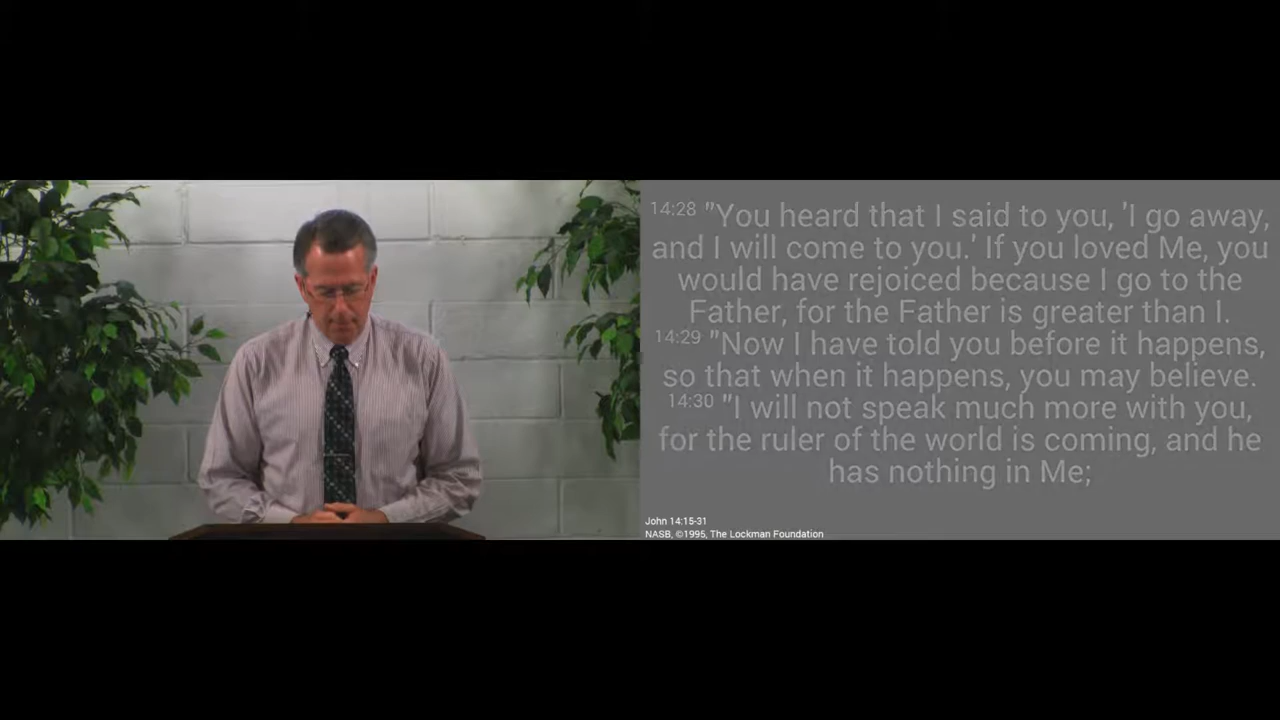 14:28 "You heard that I said to you, 'I go away,
and I will come to you.' If you loved Me, you
would have rejoiced because I go to the
Father, for the Father is greater than I.
14:29 "Now I have told you before it happens,
so that when it happens, you may believe.
14:30 "I will not speak much more with you,
for the ruler of the world is coming, and he
has nothing in Me;
John 14:15-31
NASB, ©1995, The Lockman Foundation